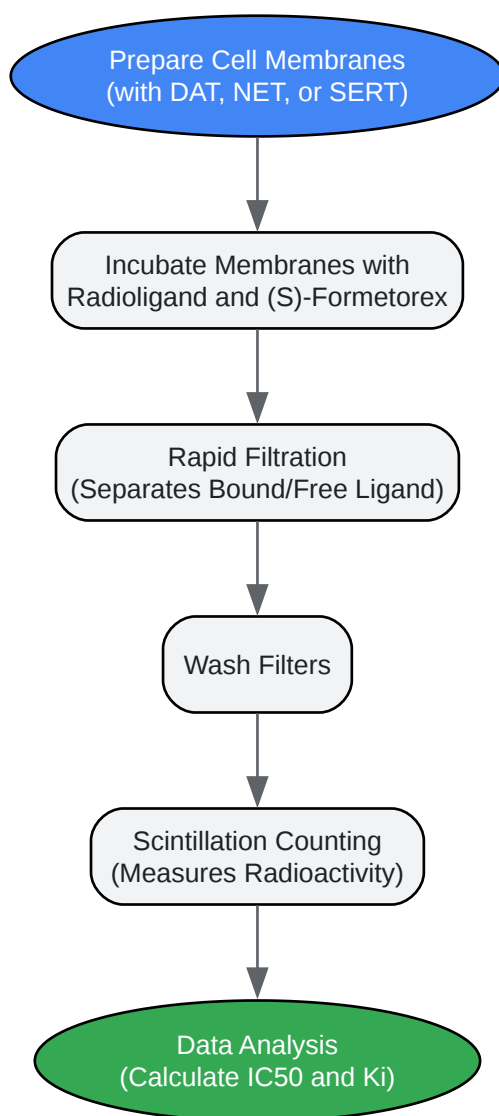 Prepare Cell Membranes
(with DAT, NET, or SERT)
Incubate Membranes with
Radioligand and (S)-Formetorex
Rapid Filtration
(Separates Bound/Free Ligand)
Wash Filters
Scintillation Counting
(Measures Radioactivity)
Data Analysis
(Calculate IC50 and Ki)